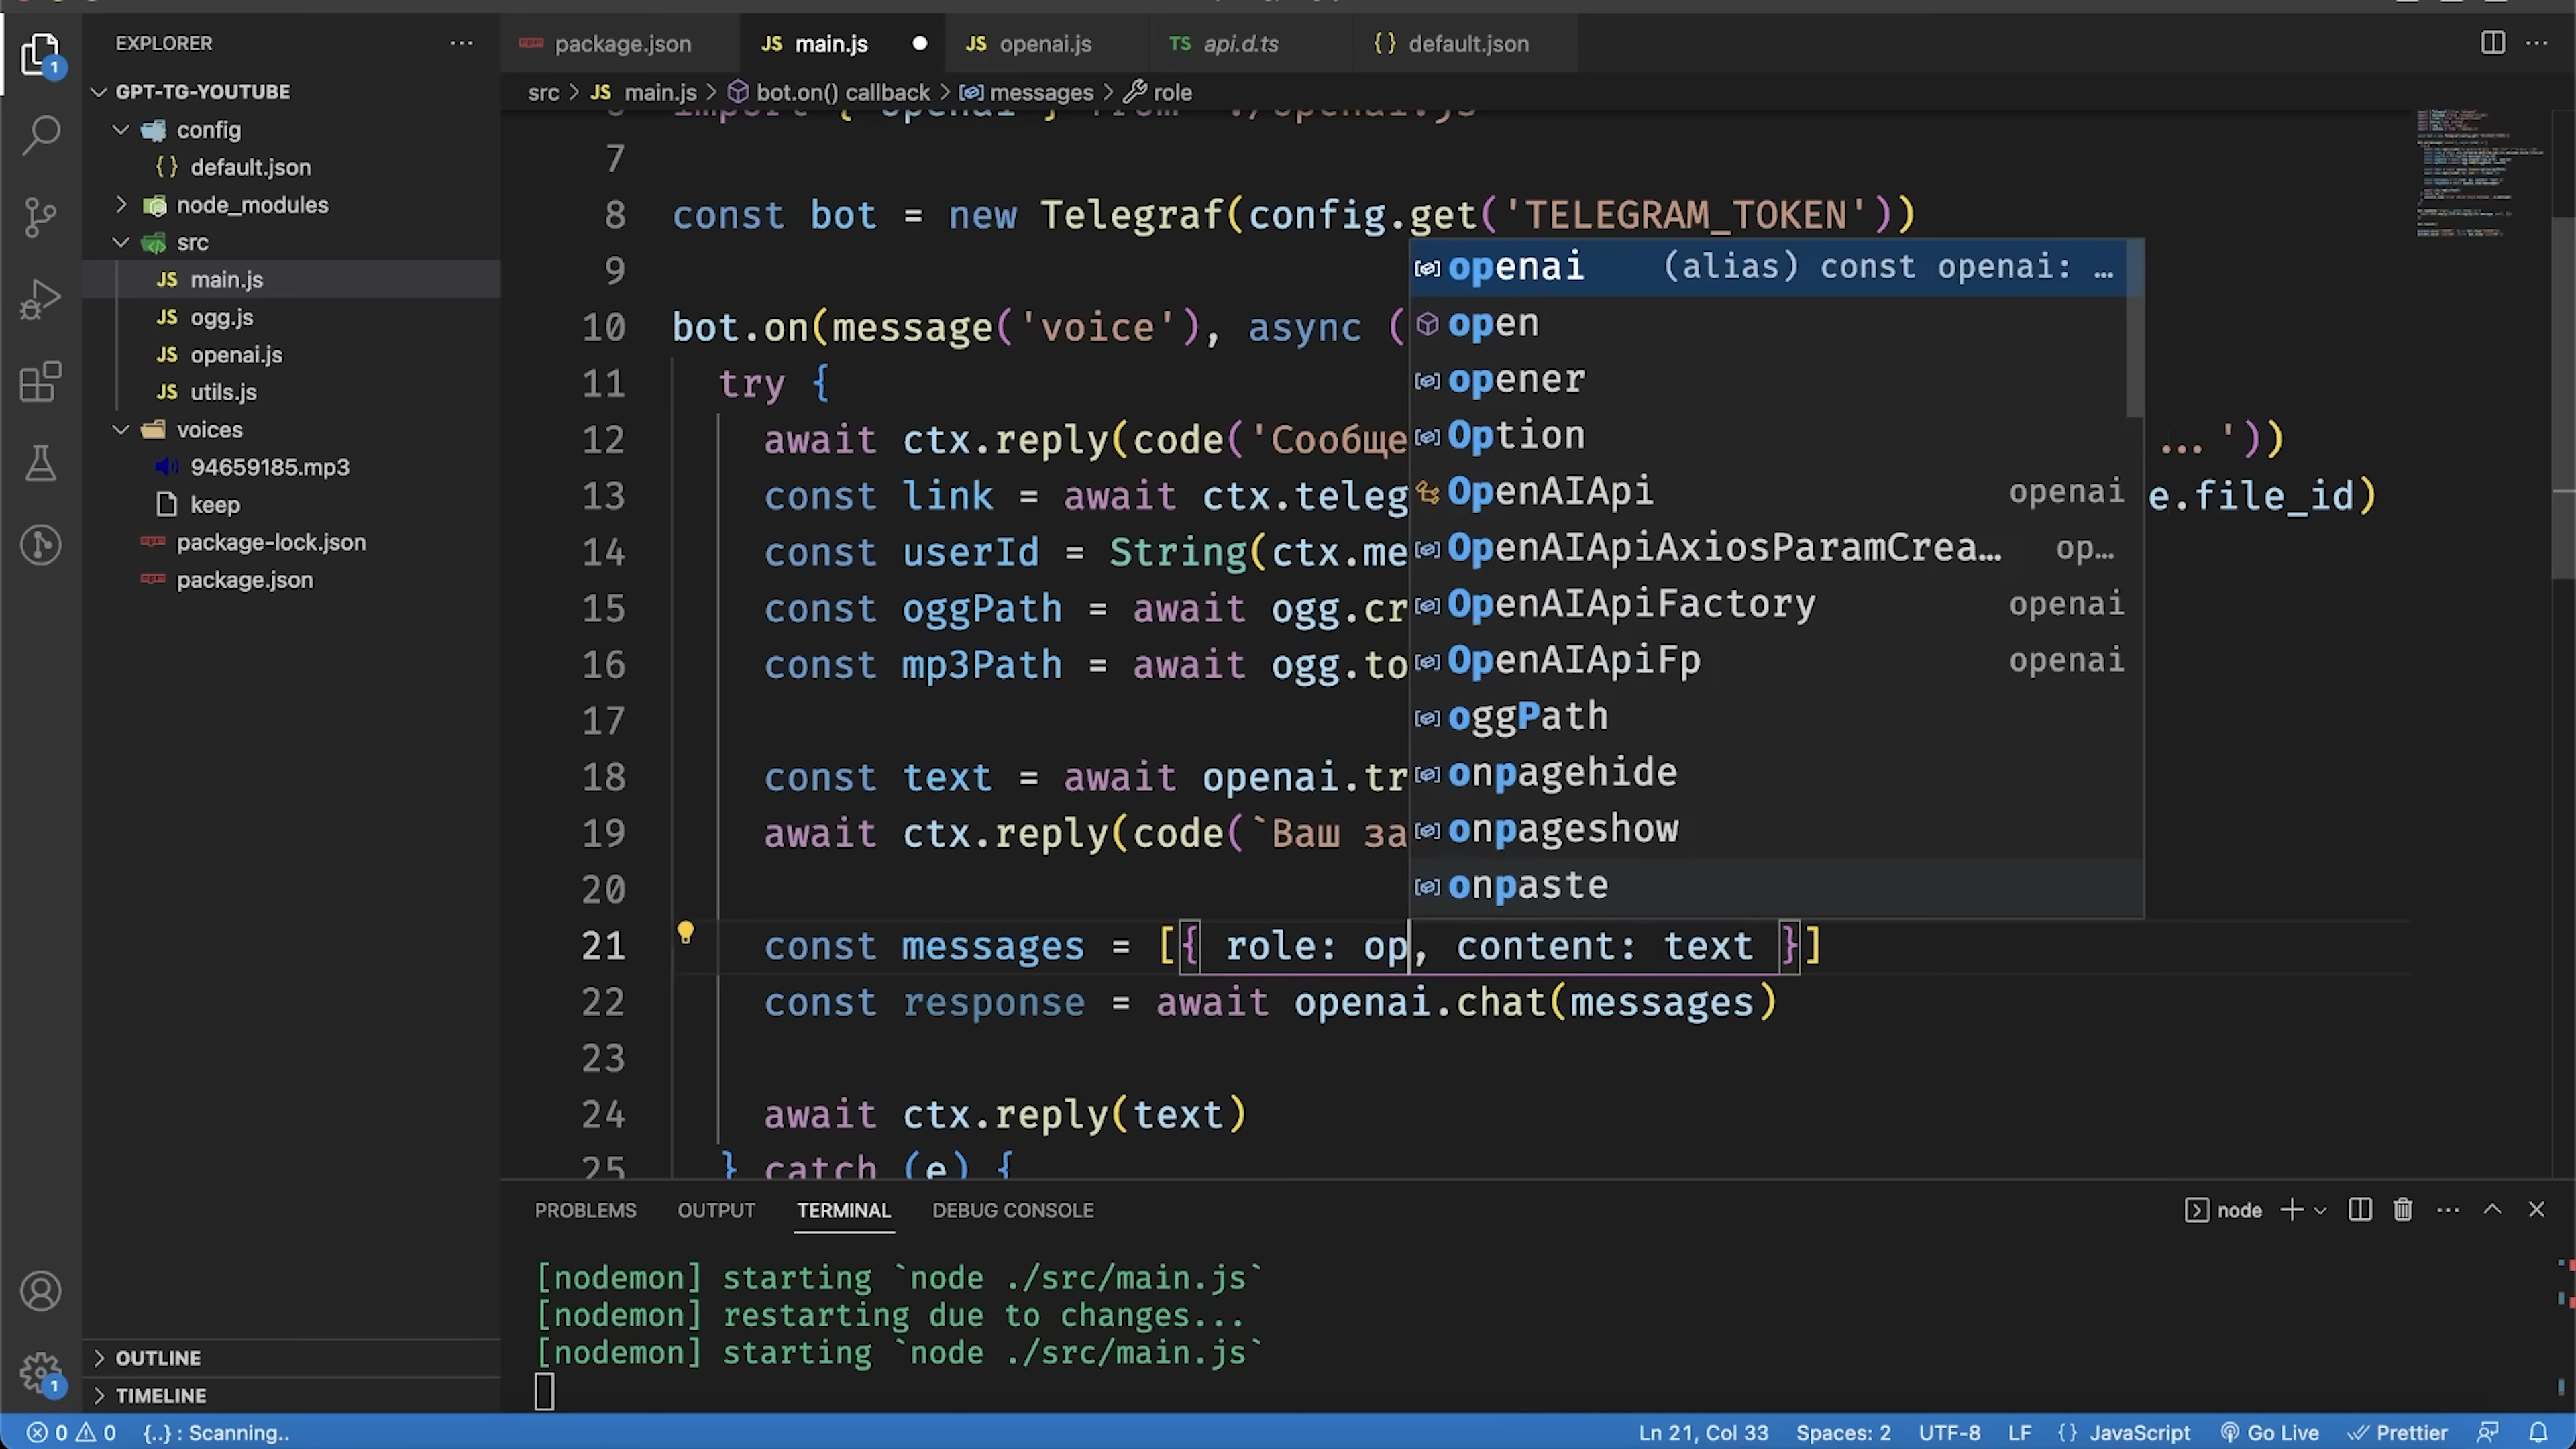 EXPLORER
package.json
JS main.js
JS openai.js
TS api.d.ts
{} default.json
GPT-TG-YOUTUBE
src > JS main.js > bot.on() callback > messages > role
config
{} default.json
node_modules
src
JS main.js
JS ogg.js
JS openai.js
JS utils.js
voices
94659185.mp3
keep
package-lock.json
package.json
OUTLINE
TIMELINE
7
8 const bot = new Telegraf(config.get('TELEGRAM_TOKEN'))
9
10 bot.on(message('voice'), async (
11 try {
12 await ctx.reply(code('Сообще ...'))
13 const link = await ctx.teleg e.file_id)
14 const userId = String(ctx.me
15 const oggPath = await ogg.cr
16 const mp3Path = await ogg.to
17
18 const text = await openai.tr
19 await ctx.reply(code(`Ваш за
20
21 const messages = [{ role: op, content: text }]
22 const response = await openai.chat(messages)
23
24 await ctx.reply(text)
25 } catch (e) {
openai (alias) const openai: …
open
opener
Option
OpenAIApi openai
OpenAIApiAxiosParamCrea… op…
OpenAIApiFactory openai
OpenAIApiFp openai
oggPath
onpagehide
onpageshow
onpaste
PROBLEMS OUTPUT TERMINAL DEBUG CONSOLE
node
[nodemon] starting `node ./src/main.js`
[nodemon] restarting due to changes...
[nodemon] starting `node ./src/main.js`
1
1
0 0 {..} : Scanning..
Ln 21, Col 33 Spaces: 2 UTF-8 LF {} JavaScript Go Live Prettier